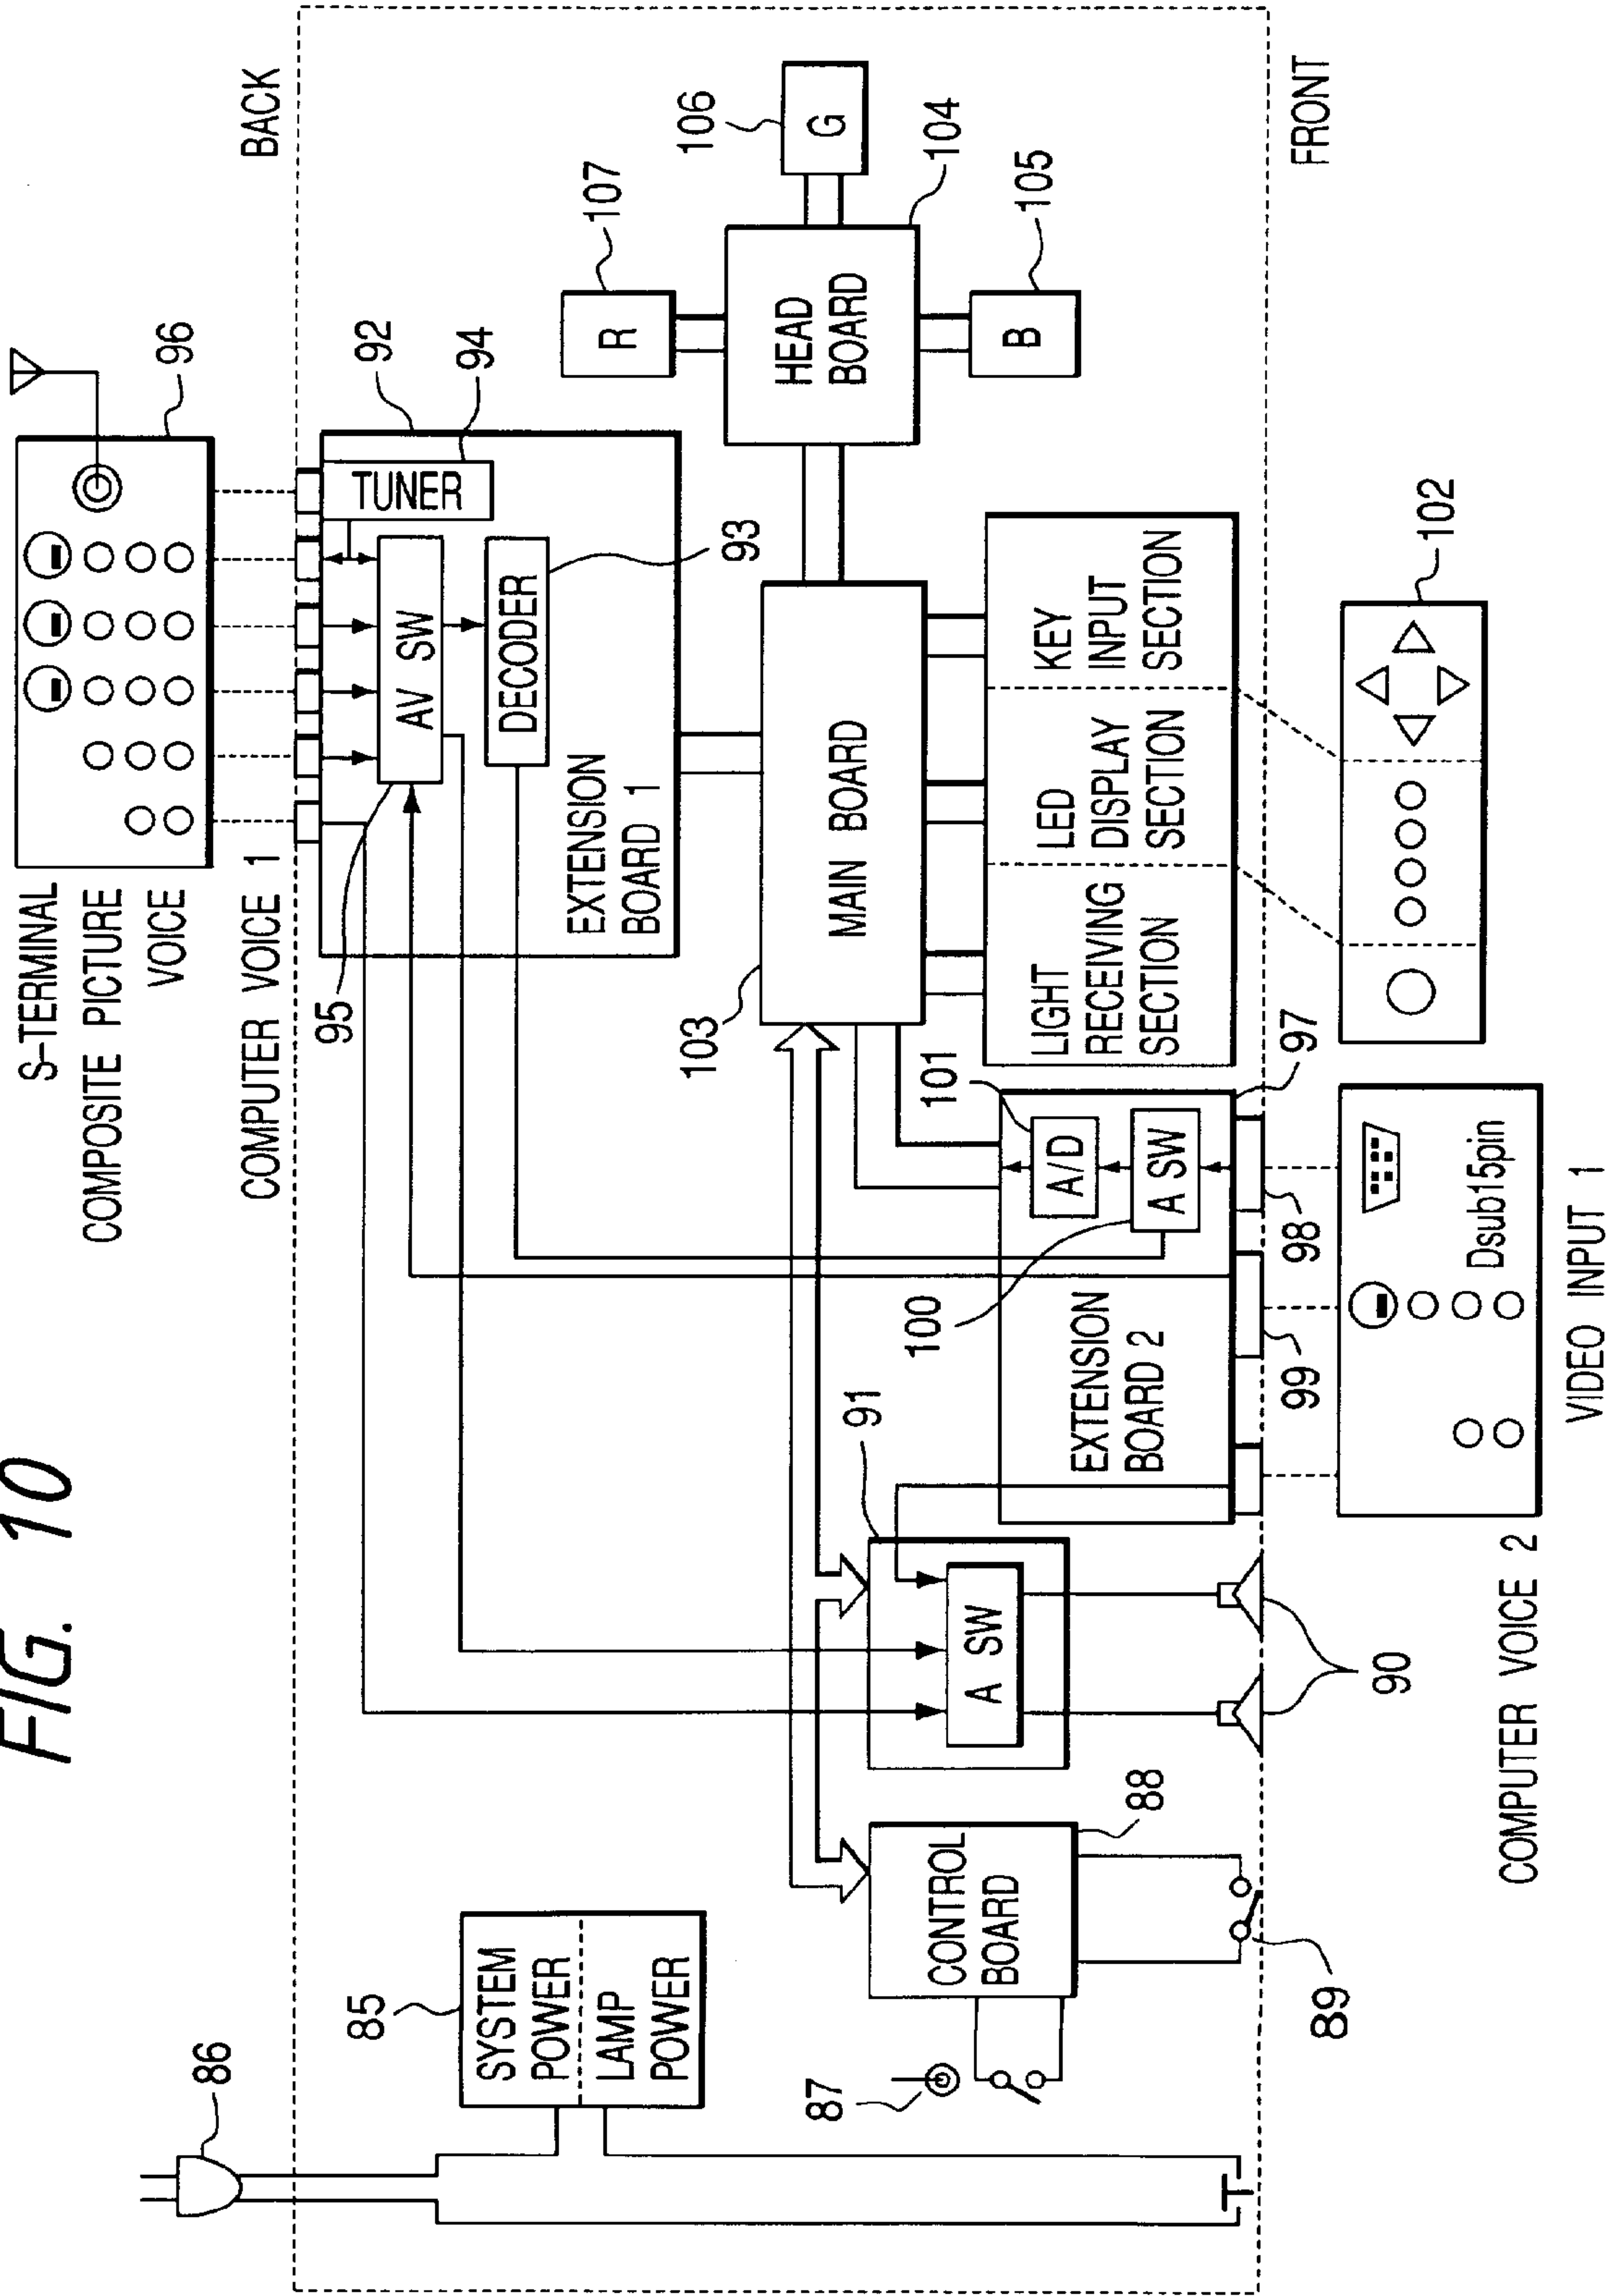 FIG. 10
S-TERMINAL
COMPOSITE PICTURE
VOICE
COMPUTER VOICE 1
96
BACK
86
85
SYSTEM
POWER
LAMP
POWER
95
AV SW
TUNER
92
94
DECODER
93
EXTENSION
BOARD 1
107
R
106
G
HEAD
BOARD
104
105
B
103
MAIN BOARD
87
CONTROL
BOARD
88
89
91
A SW
90
EXTENSION
BOARD 2
100
101
A/D
A SW
97
98
99
LIGHT
RECEIVING
SECTION
LED
DISPLAY
SECTION
KEY
INPUT
SECTION
102
FRONT
Dsub15pin
COMPUTER VOICE 2
VIDEO INPUT 1